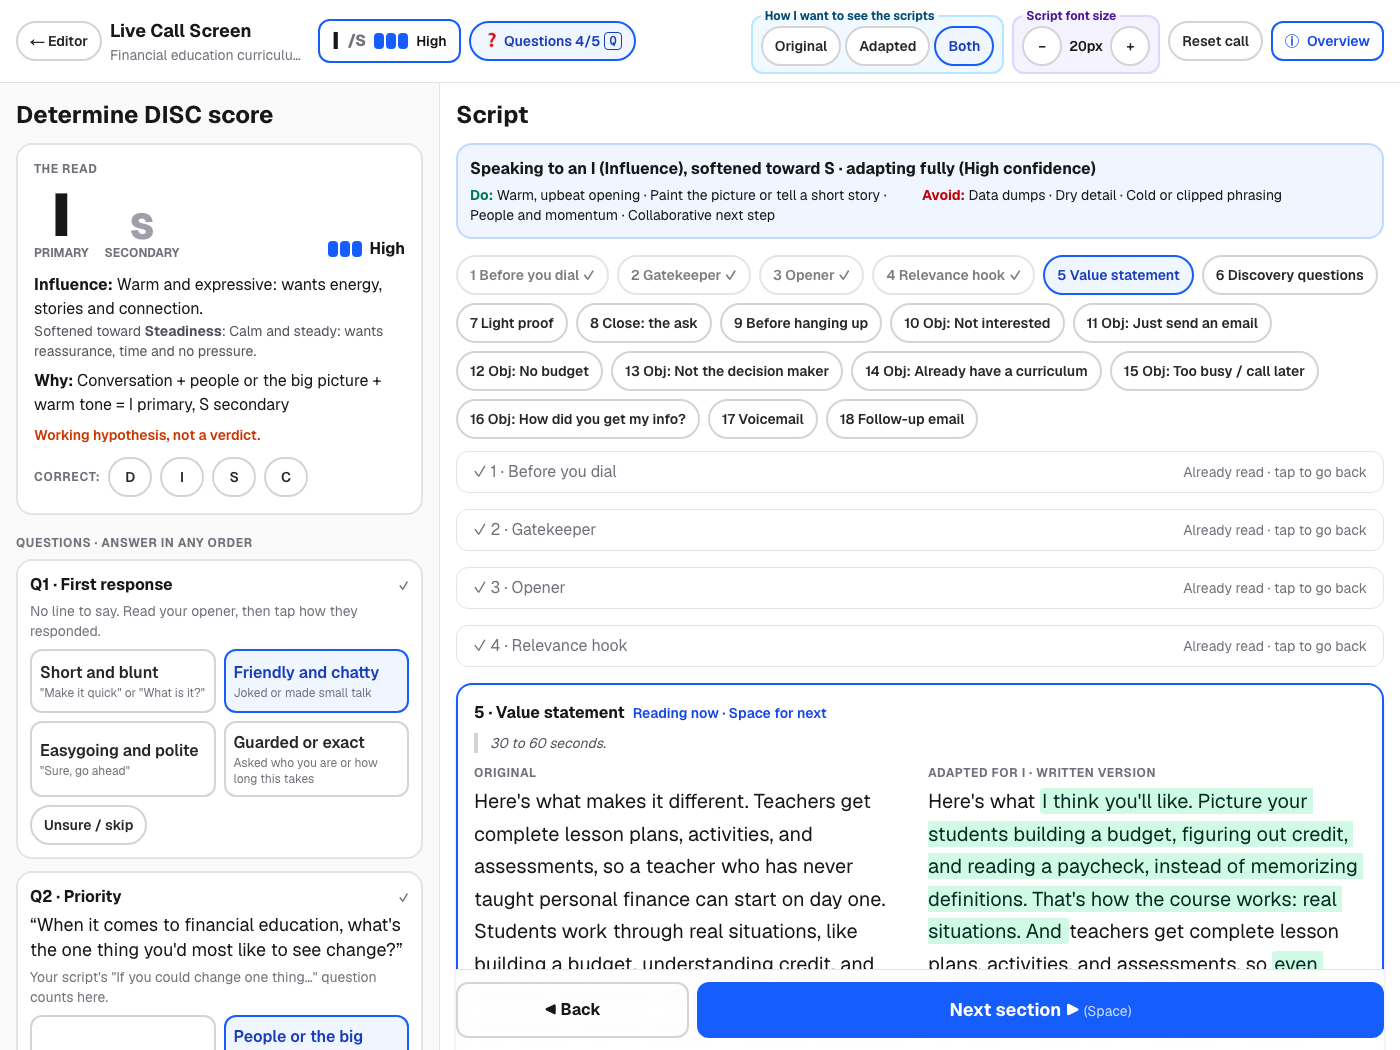 ← Editor
Live Call Screen
Financial education curriculu...
I /S High
? Questions 4/5 Q
How I want to see the scripts
Original
Adapted
Both
Script font size
−
20px
+
Reset call
ⓘ Overview
Determine DISC score
THE READ
I
S
PRIMARY
SECONDARY
High
Influence: Warm and expressive: wants energy,
stories and connection.
Softened toward Steadiness: Calm and steady: wants
reassurance, time and no pressure.
Why: Conversation + people or the big picture +
warm tone = I primary, S secondary
Working hypothesis, not a verdict.
CORRECT:
D
I
S
C
QUESTIONS · ANSWER IN ANY ORDER
Q1 · First response ✓
No line to say. Read your opener, then tap how they
responded.
Short and blunt
"Make it quick" or "What is it?"
Friendly and chatty
Joked or made small talk
Easygoing and polite
"Sure, go ahead"
Guarded or exact
Asked who you are or how
long this takes
Unsure / skip
Q2 · Priority ✓
“When it comes to financial education, what's
the one thing you'd most like to see change?”
Your script's "If you could change one thing..." question
counts here.
People or the big
Script
Speaking to an I (Influence), softened toward S · adapting fully (High confidence)
Do: Warm, upbeat opening · Paint the picture or tell a short story ·
People and momentum · Collaborative next step
Avoid: Data dumps · Dry detail · Cold or clipped phrasing
1 Before you dial ✓
2 Gatekeeper ✓
3 Opener ✓
4 Relevance hook ✓
5 Value statement
6 Discovery questions
7 Light proof
8 Close: the ask
9 Before hanging up
10 Obj: Not interested
11 Obj: Just send an email
12 Obj: No budget
13 Obj: Not the decision maker
14 Obj: Already have a curriculum
15 Obj: Too busy / call later
16 Obj: How did you get my info?
17 Voicemail
18 Follow-up email
✓ 1 · Before you dial
Already read · tap to go back
✓ 2 · Gatekeeper
Already read · tap to go back
✓ 3 · Opener
Already read · tap to go back
✓ 4 · Relevance hook
Already read · tap to go back
5 · Value statement Reading now · Space for next
30 to 60 seconds.
ORIGINAL
Here's what makes it different. Teachers get
complete lesson plans, activities, and
assessments, so a teacher who has never
taught personal finance can start on day one.
Students work through real situations, like
building a budget, understanding credit, and
ADAPTED FOR I · WRITTEN VERSION
Here's what I think you'll like. Picture your
students building a budget, figuring out credit,
and reading a paycheck, instead of memorizing
definitions. That's how the course works: real
situations. And teachers get complete lesson
plans, activities, and assessments, so even
◀ Back
Next section ▶ (Space)